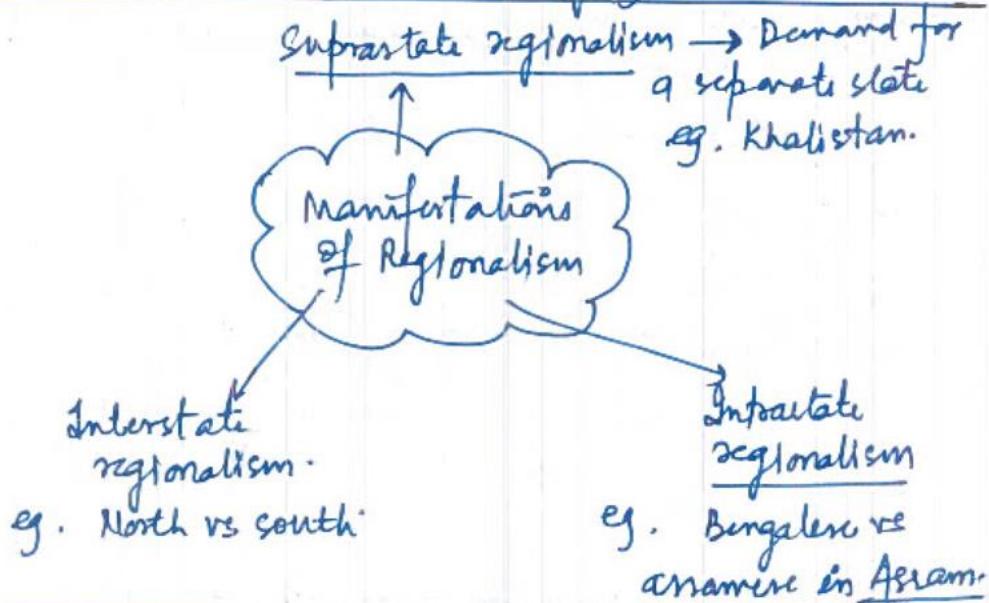 Suprastate regionalism → Demand for
a separate state
eg. Khalistan.
Manifestations
of Regionalism
Interstate
regionalism.
eg. North vs south
Intrastate
regionalism
eg. Bengalese vs
assamese in Assam.